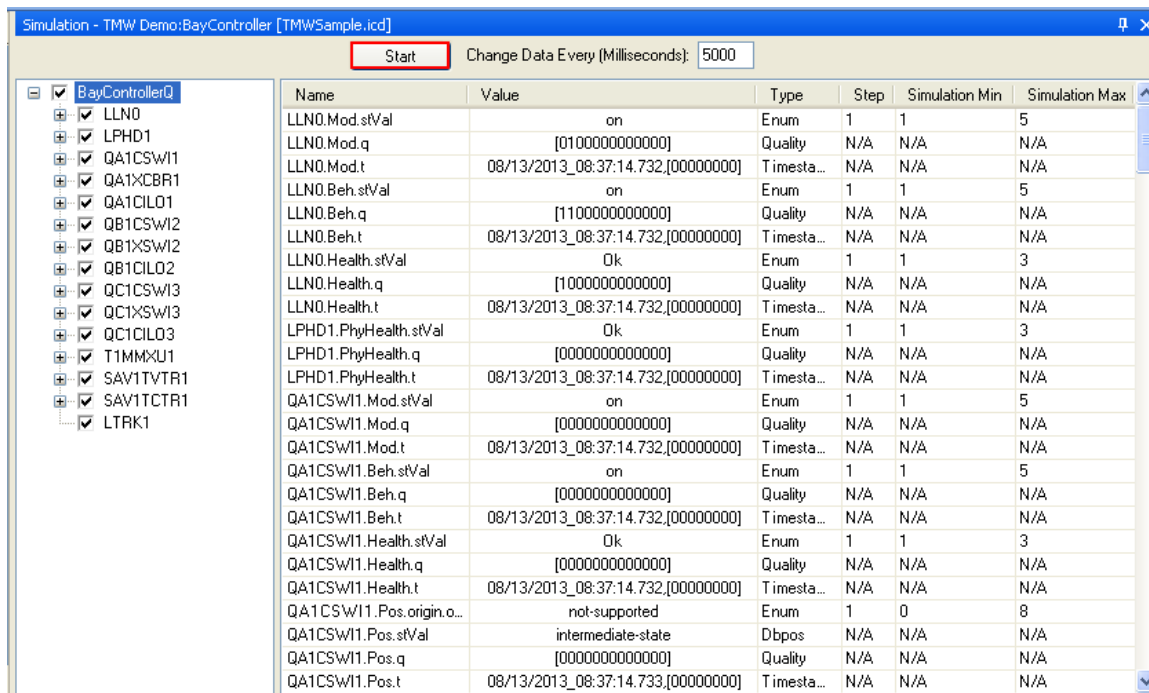 Simulation - TMW Demo:BayController [TMWSample.icd]
Start Change Data Every (Milliseconds): 5000
BayControllerQ
LLN0
LPHD1
QA1CSWI1
QA1XCBR1
QA1CILO1
QB1CSWI2
QB1XSWI2
QB1CILO2
QC1CSWI3
QC1XSWI3
QC1CILO3
T1MMXU1
SAV1TVTR1
SAV1TCTR1
LTRK1
Name Value Type Step Simulation Min Simulation Max
LLN0.Mod.stVal on Enum 1 1 5
LLN0.Mod.q [0100000000000] Quality N/A N/A N/A
LLN0.Mod.t 08/13/2013_08:37:14.732,[00000000] Timesta... N/A N/A N/A
LLN0.Beh.stVal on Enum 1 1 5
LLN0.Beh.q [1100000000000] Quality N/A N/A N/A
LLN0.Beh.t 08/13/2013_08:37:14.732,[00000000] Timesta... N/A N/A N/A
LLN0.Health.stVal Ok Enum 1 1 3
LLN0.Health.q [1000000000000] Quality N/A N/A N/A
LLN0.Health.t 08/13/2013_08:37:14.732,[00000000] Timesta... N/A N/A N/A
LPHD1.PhyHealth.stVal Ok Enum 1 1 3
LPHD1.PhyHealth.q [0000000000000] Quality N/A N/A N/A
LPHD1.PhyHealth.t 08/13/2013_08:37:14.732,[00000000] Timesta... N/A N/A N/A
QA1CSWI1.Mod.stVal on Enum 1 1 5
QA1CSWI1.Mod.q [0000000000000] Quality N/A N/A N/A
QA1CSWI1.Mod.t 08/13/2013_08:37:14.732,[00000000] Timesta... N/A N/A N/A
QA1CSWI1.Beh.stVal on Enum 1 1 5
QA1CSWI1.Beh.q [0000000000000] Quality N/A N/A N/A
QA1CSWI1.Beh.t 08/13/2013_08:37:14.732,[00000000] Timesta... N/A N/A N/A
QA1CSWI1.Health.stVal Ok Enum 1 1 3
QA1CSWI1.Health.q [0000000000000] Quality N/A N/A N/A
QA1CSWI1.Health.t 08/13/2013_08:37:14.732,[00000000] Timesta... N/A N/A N/A
QA1CSWI1.Pos.origin.o... not-supported Enum 1 0 8
QA1CSWI1.Pos.stVal intermediate-state Dbpos N/A N/A N/A
QA1CSWI1.Pos.q [0000000000000] Quality N/A N/A N/A
QA1CSWI1.Pos.t 08/13/2013_08:37:14.733,[00000000] Timesta... N/A N/A N/A